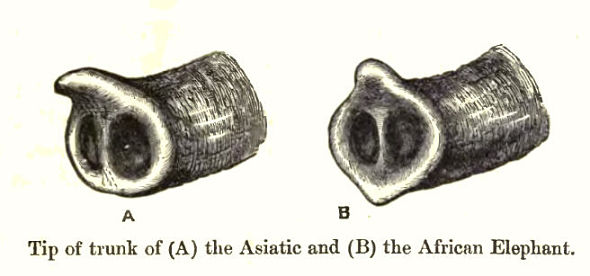 A
B
Tip of trunk of (A) the Asiatic and (B) the African Elephant.